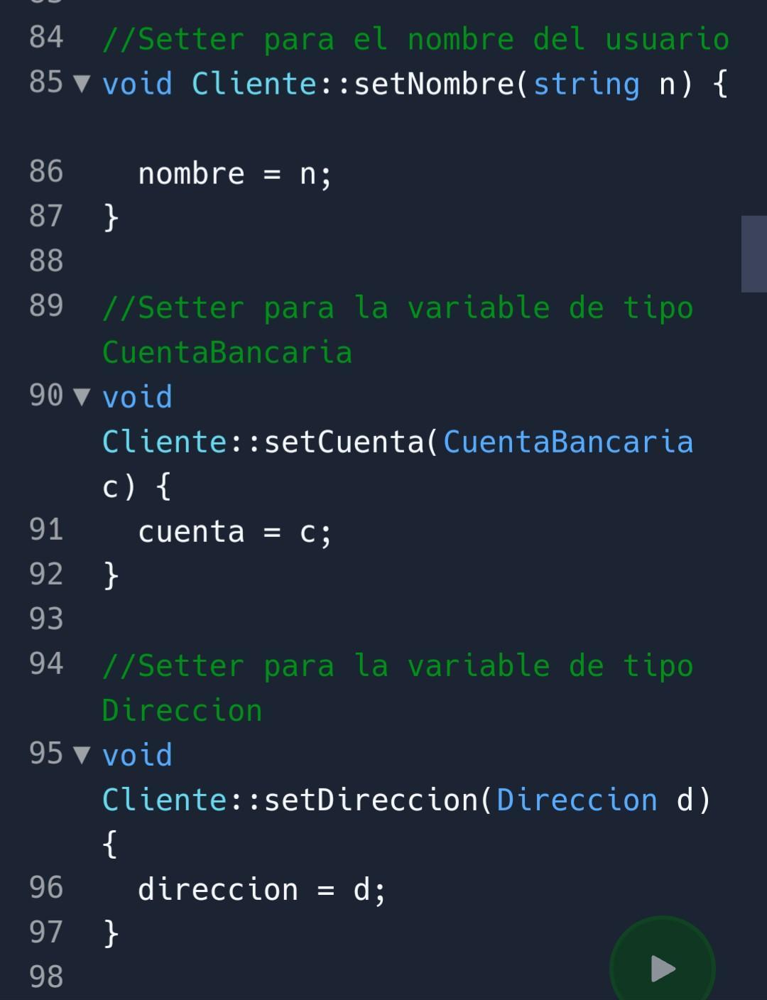 84 //Setter para el nombre del usuario
85 void Cliente::setNombre(string n) {
86 nombre = n;
87 }
88
89 //Setter para la variable de tipo
CuentaBancaria
90 void
Cliente::setCuenta(CuentaBancaria
c) {
91 cuenta = c;
92 }
93
94 //Setter para la variable de tipo
Direccion
95 void
Cliente::setDireccion(Direccion d)
{
96 direccion = d;
97 }
98